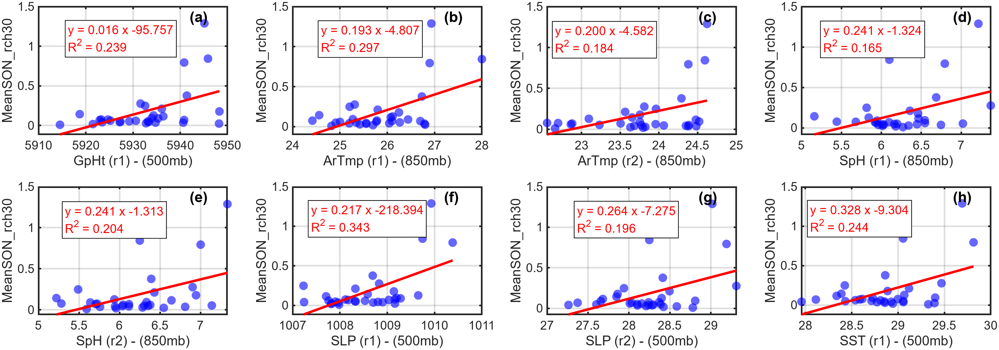 MeanSON_rch30
1.5
1
0.5
0
(a)
y = 0.016 x -95.757
R² = 0.239
5910 5920 5930 5940 5950
GpHt (r1) - (500mb)
MeanSON_rch30
1.5
1
0.5
0
(b)
y = 0.193 x -4.807
R² = 0.297
24 25 26 27 28
ArTmp (r1) - (850mb)
MeanSON_rch30
1.5
1
0.5
0
(c)
y = 0.200 x -4.582
R² = 0.184
23 23.5 24 24.5 25
ArTmp (r2) - (850mb)
MeanSON_rch30
1.5
1
0.5
0
(d)
y = 0.241 x -1.324
R² = 0.165
5 5.5 6 6.5 7
SpH (r1) - (850mb)
MeanSON_rch30
1.5
1
0.5
0
(e)
y = 0.241 x -1.313
R² = 0.204
5 5.5 6 6.5 7
SpH (r2) - (850mb)
MeanSON_rch30
1.5
1
0.5
0
(f)
y = 0.217 x -218.394
R² = 0.343
1007 1008 1009 1010 1011
SLP (r1) - (500mb)
MeanSON_rch30
1.5
1
0.5
0
(g)
y = 0.264 x -7.275
R² = 0.196
27 27.5 28 28.5 29
SLP (r2) - (500mb)
MeanSON_rch30
1.5
1
0.5
0
(h)
y = 0.328 x -9.304
R² = 0.244
28 28.5 29 29.5 30
SST (r1) - (500mb)